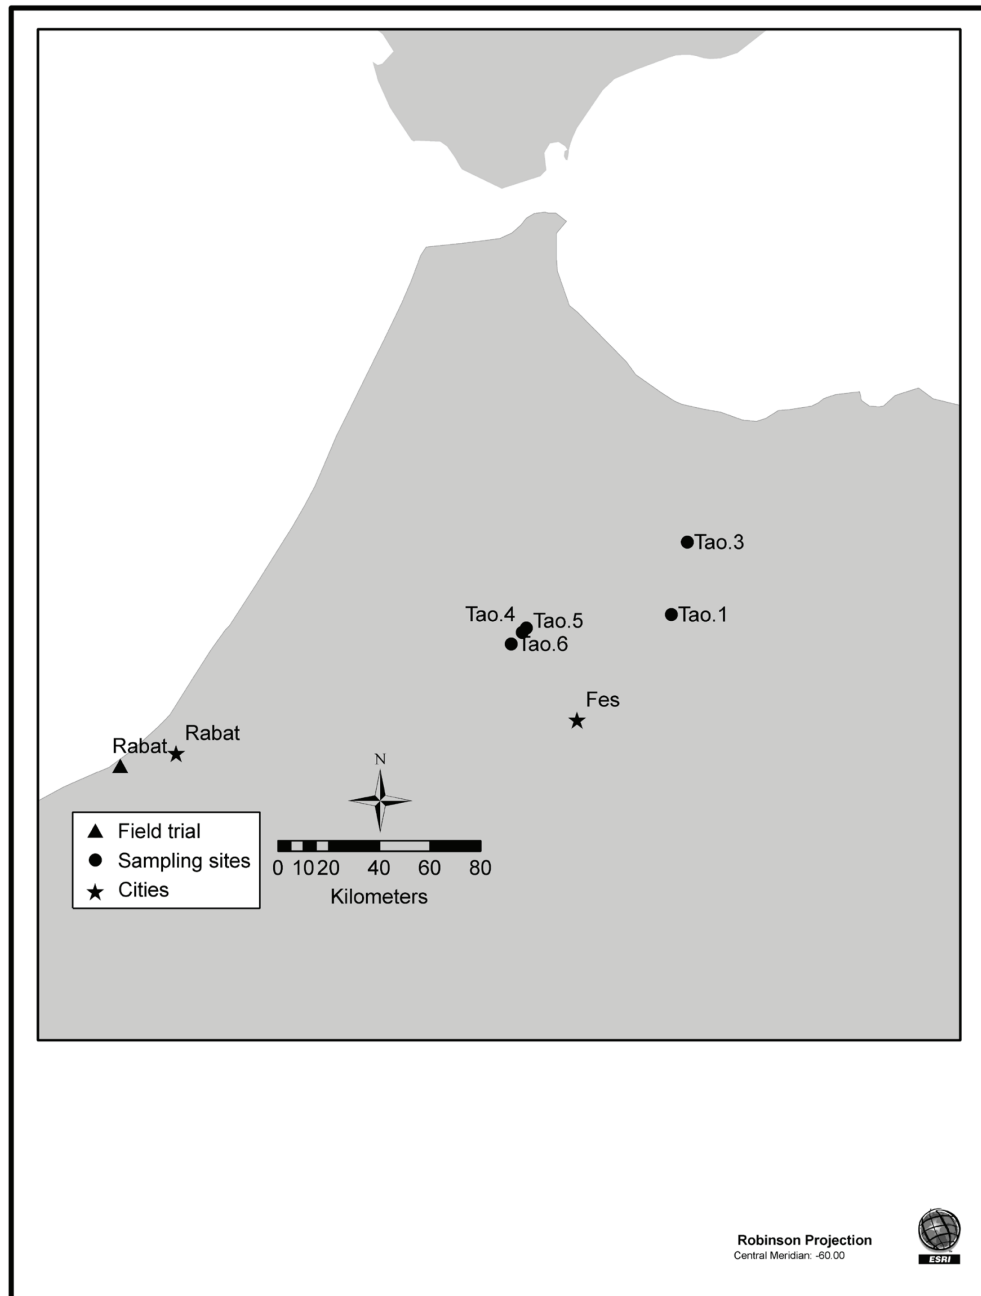 Tao.3
Tao.4
Tao.5
Tao.1
Tao.6
Fes
Rabat
Rabat
N
Field trial
Sampling sites
Cities
0 10 20 40 60 80
Kilometers
Robinson Projection
Central Meridian: -60.00
ESRI